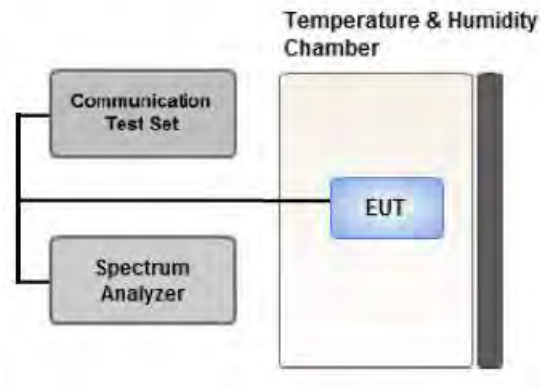 Temperature & Humidity
Chamber
Communication
Test Set
EUT
Spectrum
Analyzer